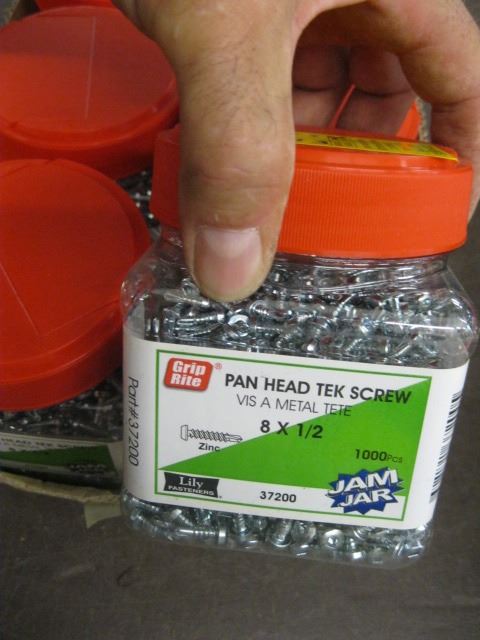 Grip
Rite
PAN HEAD TEK SCREW
VIS A METAL TETE
8 X 1/2
Zinc
1000Pcs
Lily
FASTENERS
37200
JAM
JAR
Part#37200